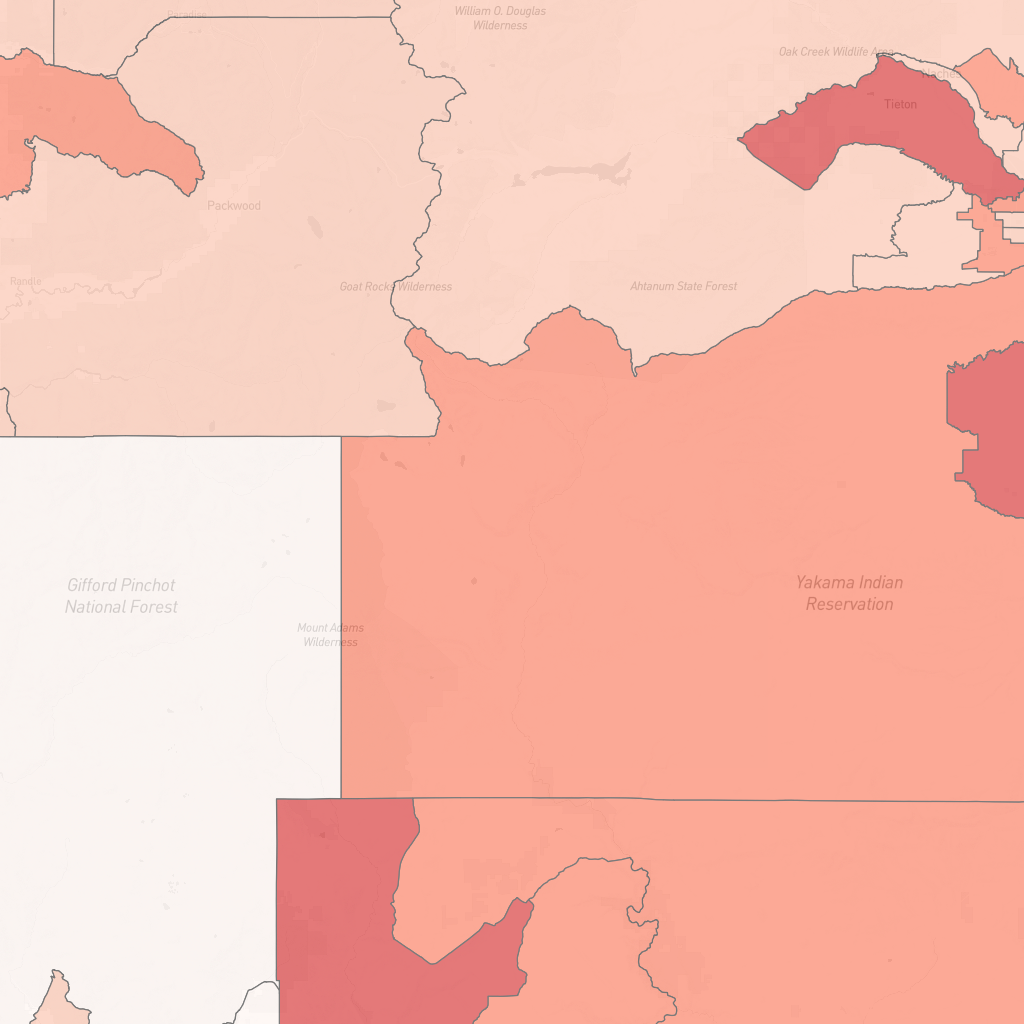 Paradise
William O. Douglas
Wilderness
Oak Creek Wildlife Area
Naches
Tieton
Packwood
Randle
Goat Rocks Wilderness
Ahtanum State Forest
Gifford Pinchot
National Forest
Yakama Indian
Reservation
Mount Adams
Wilderness